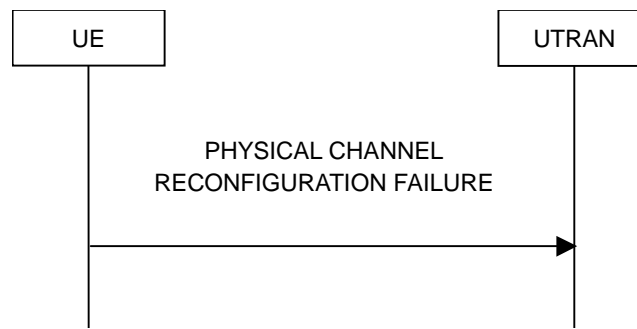 UE
UTRAN
PHYSICAL CHANNEL
RECONFIGURATION FAILURE